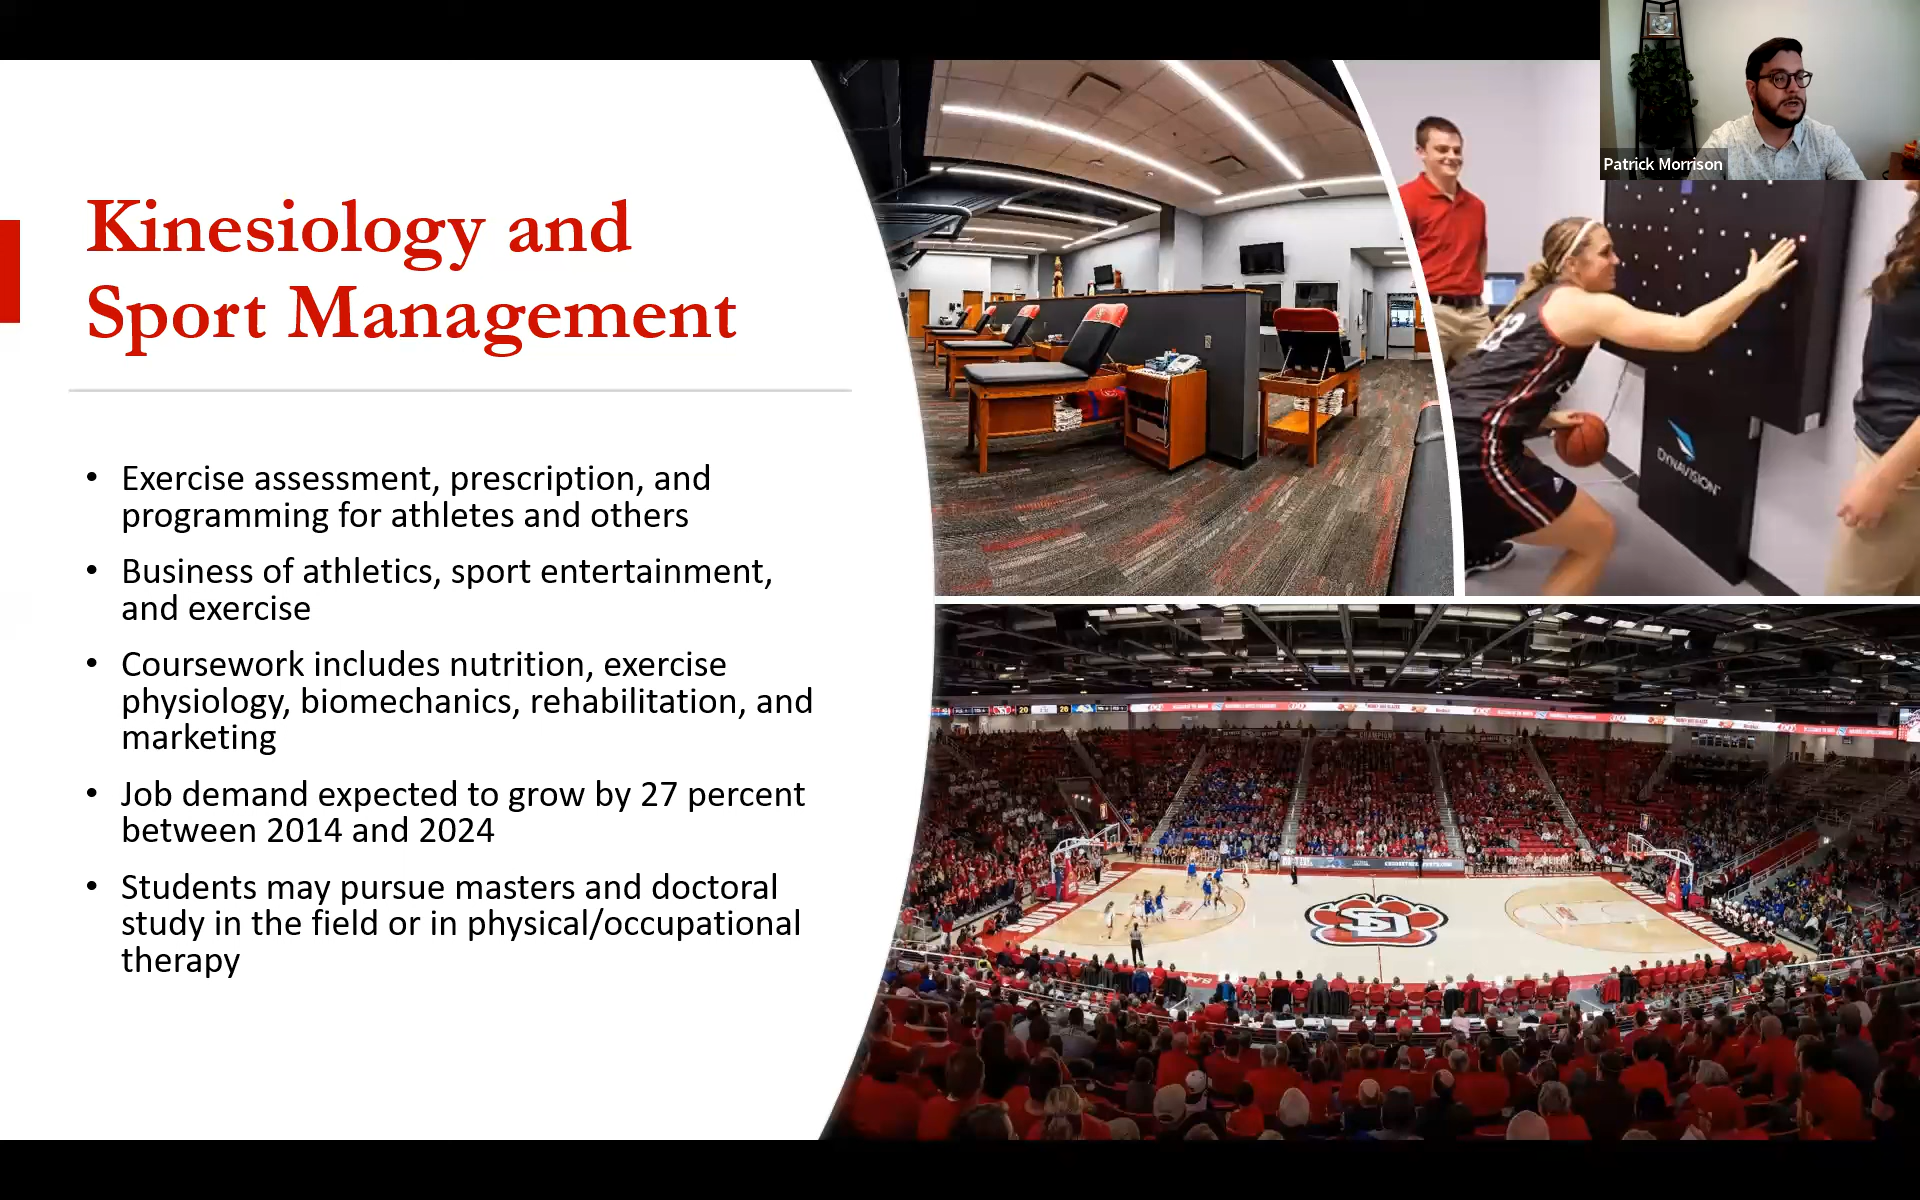 Patrick Morrison
Kinesiology and
Sport Management
• Exercise assessment, prescription, and
programming for athletes and others
• Business of athletics, sport entertainment,
and exercise
• Coursework includes nutrition, exercise
physiology, biomechanics, rehabilitation, and
marketing
• Job demand expected to grow by 27 percent
between 2014 and 2024
• Students may pursue masters and doctoral
study in the field or in physical/occupational
therapy
DYNAVISION
CHAMPIONS
SD